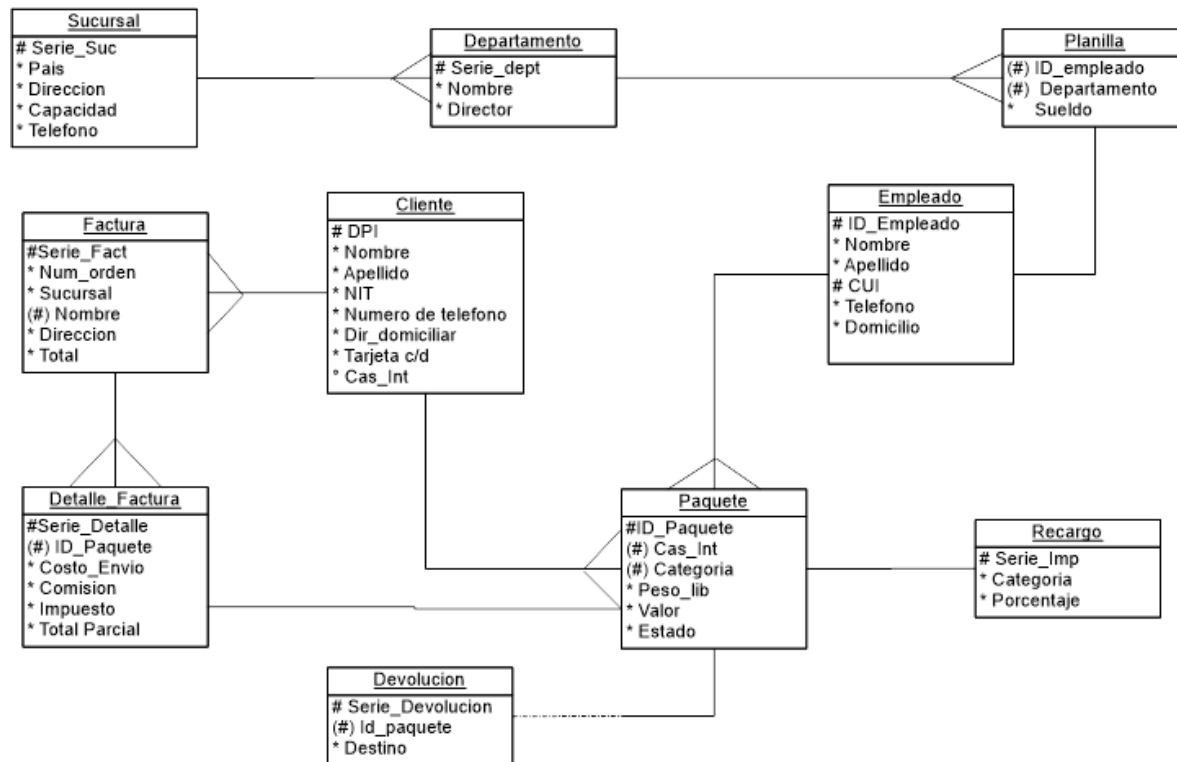 Sucursal
# Serie_Suc
* Pais
* Direccion
* Capacidad
* Telefono
Departamento
# Serie_dept
* Nombre
* Director
Planilla
(#) ID_empleado
(#) Departamento
* Sueldo
Factura
#Serie_Fact
* Num_orden
* Sucursal
(#) Nombre
* Direccion
* Total
Cliente
# DPI
* Nombre
* Apellido
* NIT
* Numero de telefono
* Dir_domiciliar
* Tarjeta c/d
° Cas_Int
Empleado
# ID_Empleado
* Nombre
* Apellido
# CUI
* Telefono
* Domicilio
Detalle_Factura
#Serie_Detalle
(#) ID_Paquete
* Costo_Envio
* Comision
* Impuesto
* Total Parcial
Paquete
#ID_Paquete
(#) Cas_Int
(#) Categoria
* Peso_lib
* Valor
* Estado
Recargo
# Serie_Imp
* Categoria
* Porcentaje
Devolucion
# Serie_Devolucion
(#) Id_paquete
* Destino